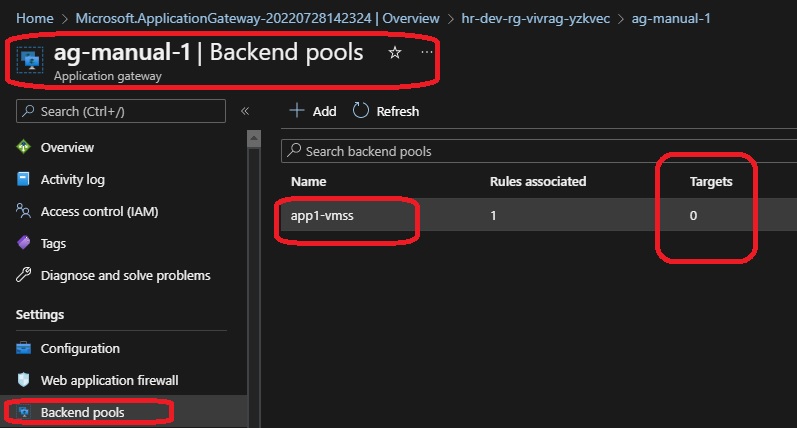 Home > Microsoft.ApplicationGateway-20220728142324 | Overview > hr-dev-rg-vivrag-yzkvec > ag-manual-1
ag-manual-1 | Backend pools ☆ ...
Application gateway
Search (Ctrl+/) «
Overview
Activity log
Access control (IAM)
Tags
Diagnose and solve problems
Settings
Configuration
Web application firewall
Backend pools
+ Add Refresh
Search backend pools
Name Rules associated Targets
app1-vmss 1 0